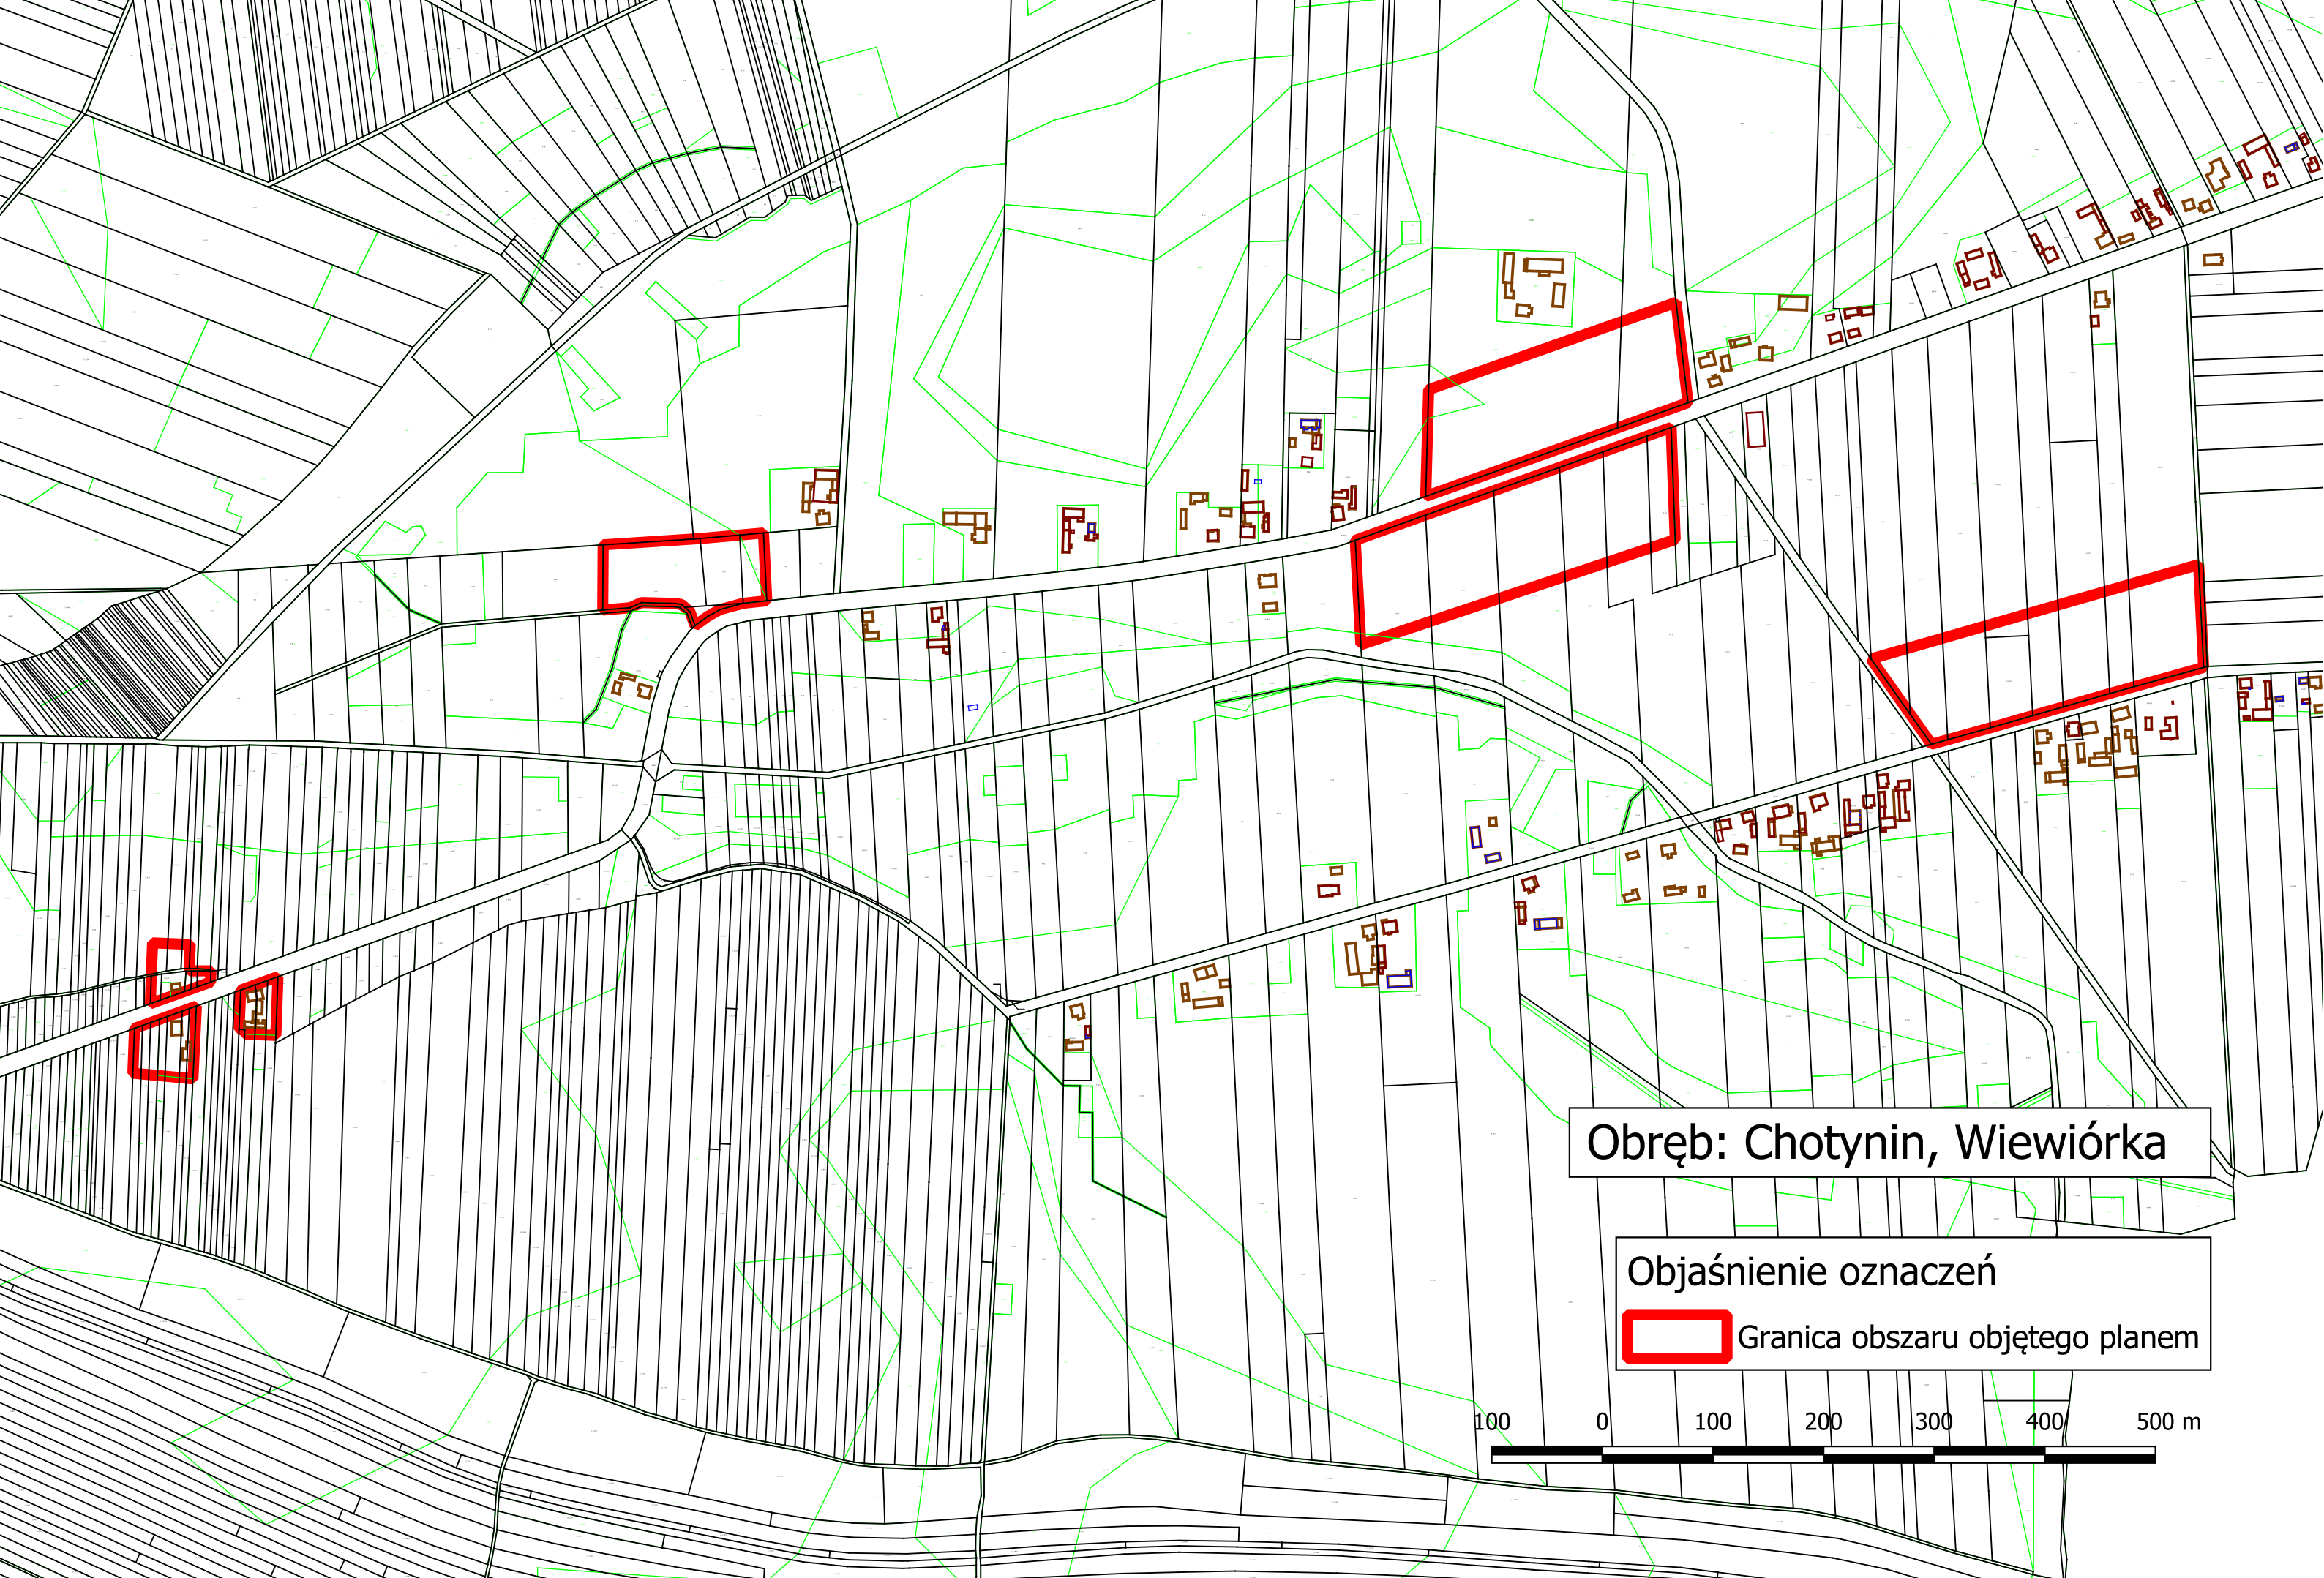 Obręb: Chotynin, Wiewiórka
Objaśnienie oznaczeń
Granica obszaru objętego planem
100 0 100 200 300 400 500 m